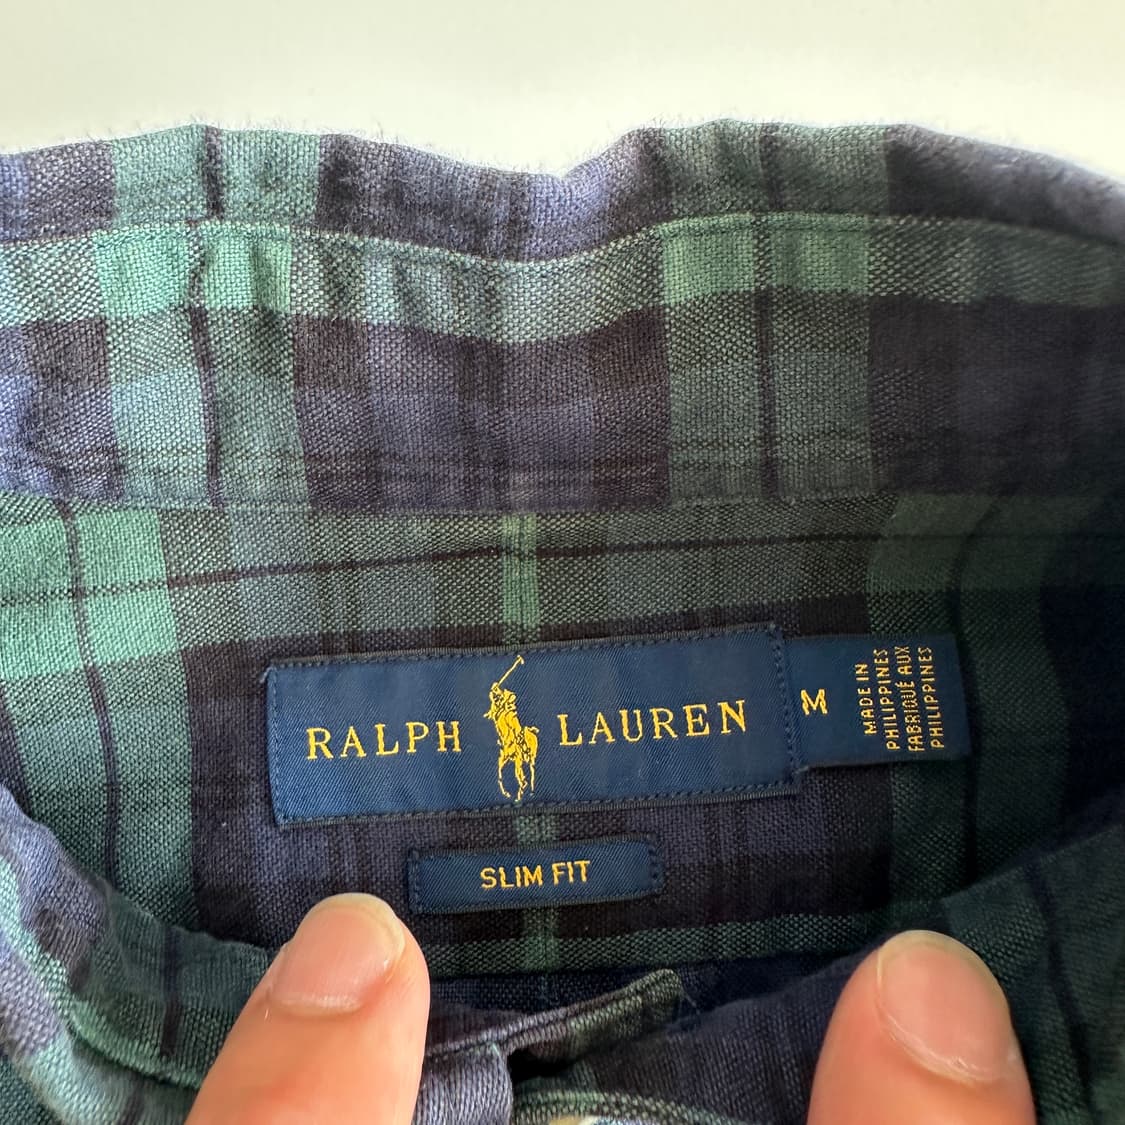 RALPH LAUREN
M
MADE IN
PHILIPPINES
FABRIQUÉ AUX
PHILIPPINES
SLIM FIT